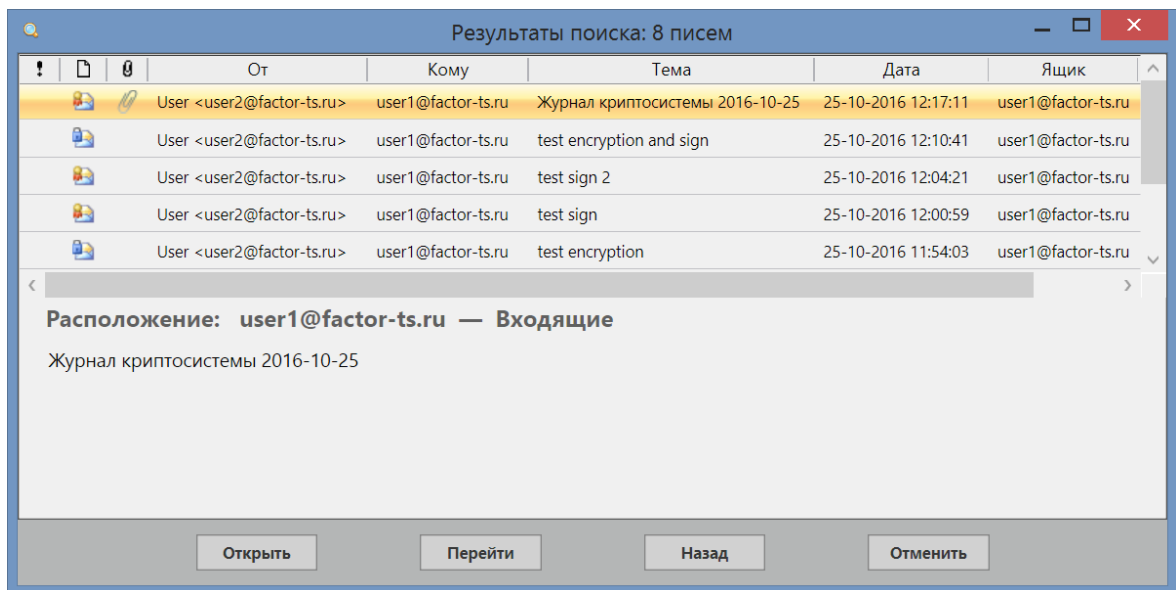 Результаты поиска: 8 писем
От Кому Тема Дата Ящик
User <user2@factor-ts.ru> user1@factor-ts.ru Журнал криптосистемы 2016-10-25 25-10-2016 12:17:11 user1@factor-ts.ru
User <user2@factor-ts.ru> user1@factor-ts.ru test encryption and sign 25-10-2016 12:10:41 user1@factor-ts.ru
User <user2@factor-ts.ru> user1@factor-ts.ru test sign 2 25-10-2016 12:04:21 user1@factor-ts.ru
User <user2@factor-ts.ru> user1@factor-ts.ru test sign 25-10-2016 12:00:59 user1@factor-ts.ru
User <user2@factor-ts.ru> user1@factor-ts.ru test encryption 25-10-2016 11:54:03 user1@factor-ts.ru
Расположение: user1@factor-ts.ru — Входящие
Журнал криптосистемы 2016-10-25
Открыть Перейти Назад Отменить